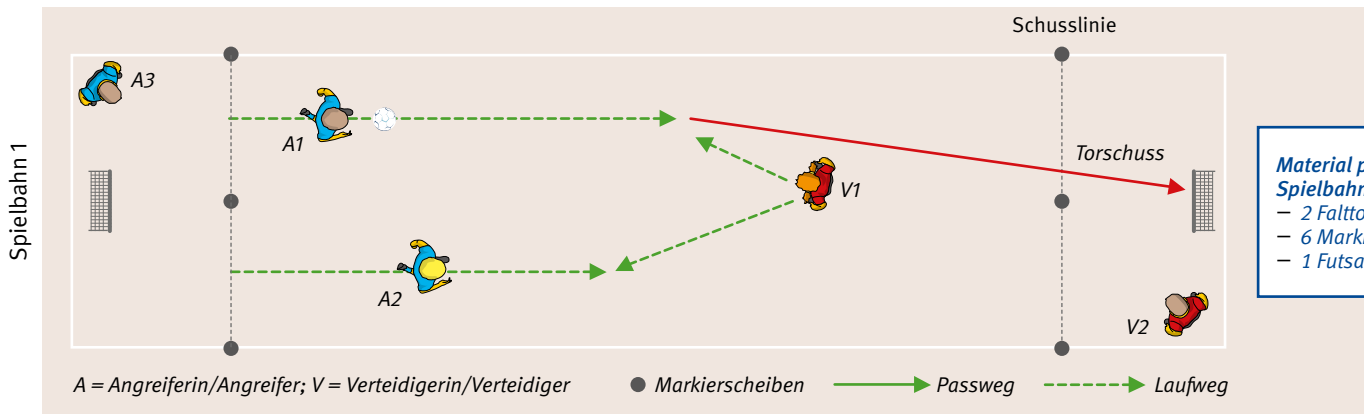 Schusslinie
A3
A1
Torschuss
V1
Spielbahn 1
A2
V2
Material p
Spielbahn
– 2 Faltto
– 6 Marki
– 1 Futsa
A = Angreiferin/Angreifer; V = Verteidigerin/Verteidiger
Markierscheiben
Passweg
Laufweg